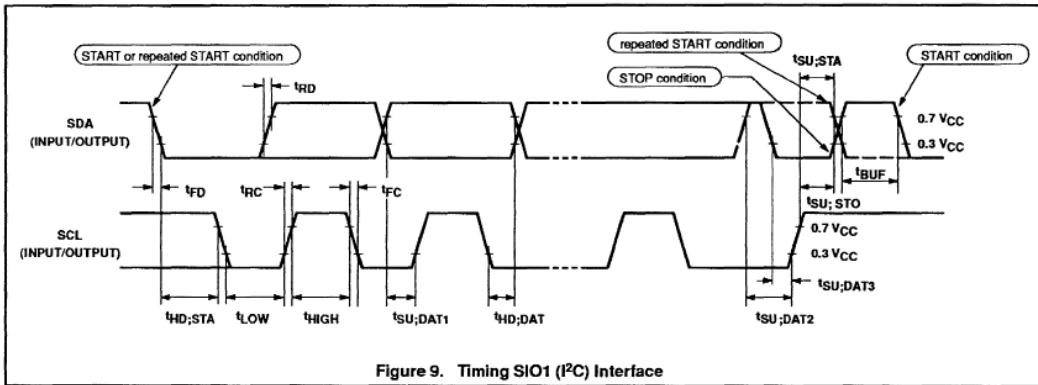 START or repeated START condition
repeated START condition
START condition
tSU;STA
STOP condition
tRD
SDA
(INPUT/OUTPUT)
0.7 VCC
0.3 VCC
tFD
tRC
tFC
tBUF
tSU; STO
SCL
(INPUT/OUTPUT)
0.7 VCC
0.3 VCC
tSU;DAT3
tHD;STA
tLOW
tHIGH
tSU;DAT1
tHD;DAT
tSU;DAT2
Figure 9. Timing SIO1 (I²C) Interface